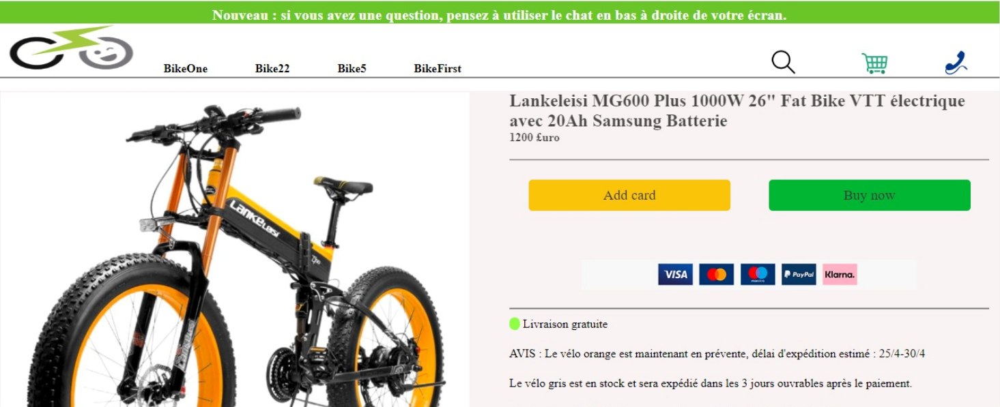 Nouveau : si vous avez une question, pensez à utiliser le chat en bas à droite de votre écran.
BikeOne
Bike22
Bike5
BikeFirst
Lankeleisi MG600 Plus 1000W 26" Fat Bike VTT électrique
avec 20Ah Samsung Batterie
1200 £uro
Add card
Buy now
LANKELEISI
VISA
PayPal
Klarna.
Livraison gratuite
AVIS : Le vélo orange est maintenant en prévente, délai d'expédition estimé : 25/4-30/4
Le vélo gris est en stock et sera expédié dans les 3 jours ouvrables après le paiement.